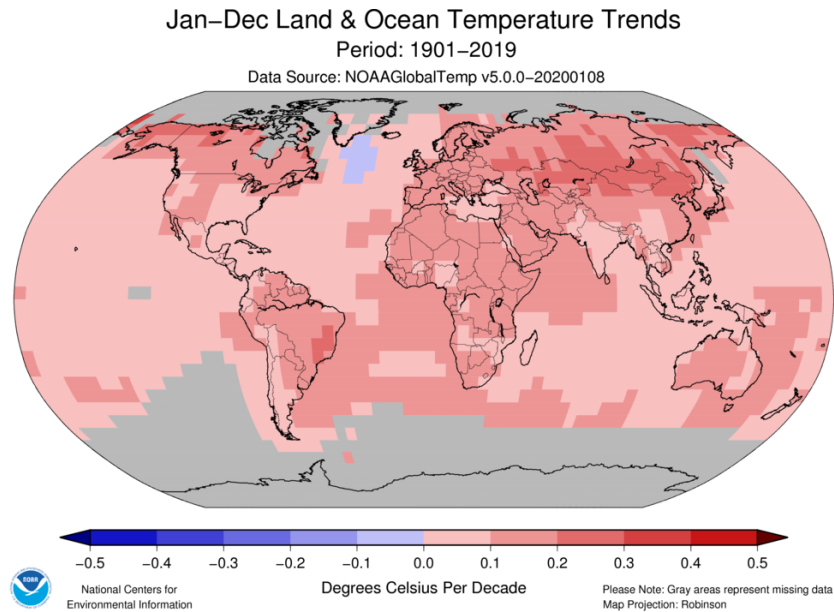 Jan–Dec Land & Ocean Temperature Trends
Period: 1901–2019
Data Source: NOAAGlobalTemp v5.0.0–20200108
−0.5 −0.4 −0.3 −0.2 −0.1 0.0 0.1 0.2 0.3 0.4 0.5
NOAA
National Centers for
Environmental Information
Degrees Celsius Per Decade
Please Note: Gray areas represent missing data
Map Projection: Robinson